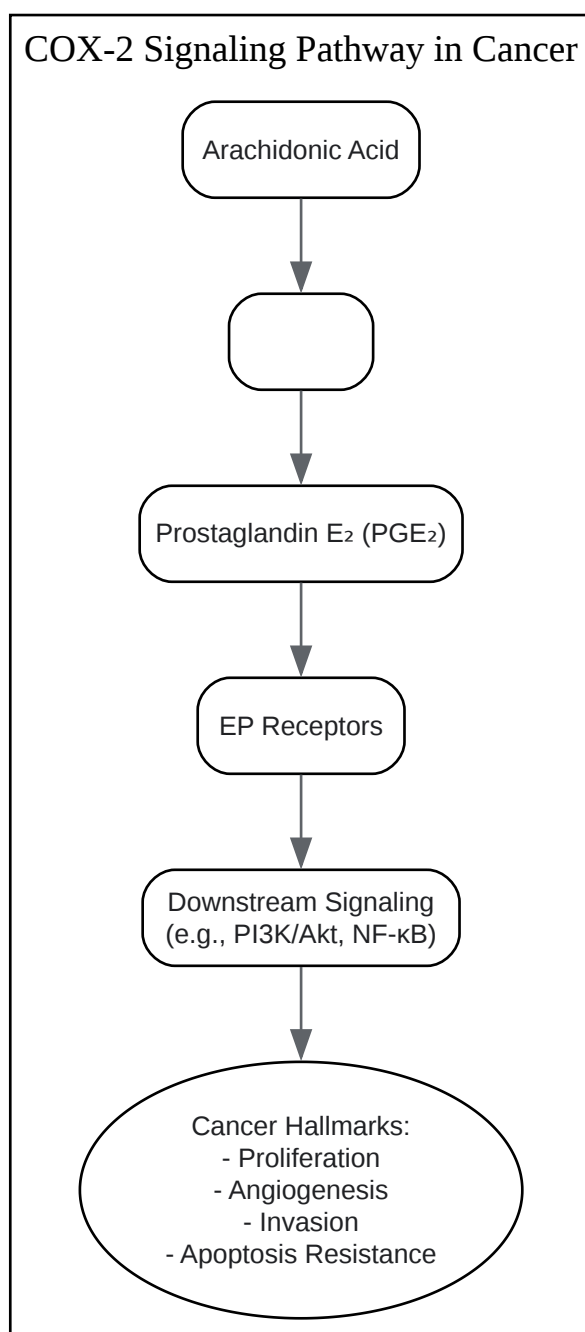 COX-2 Signaling Pathway in Cancer
Arachidonic Acid
Prostaglandin E₂ (PGE₂)
EP Receptors
Downstream Signaling
(e.g., PI3K/Akt, NF-κB)
Cancer Hallmarks:
- Proliferation
- Angiogenesis
- Invasion
- Apoptosis Resistance